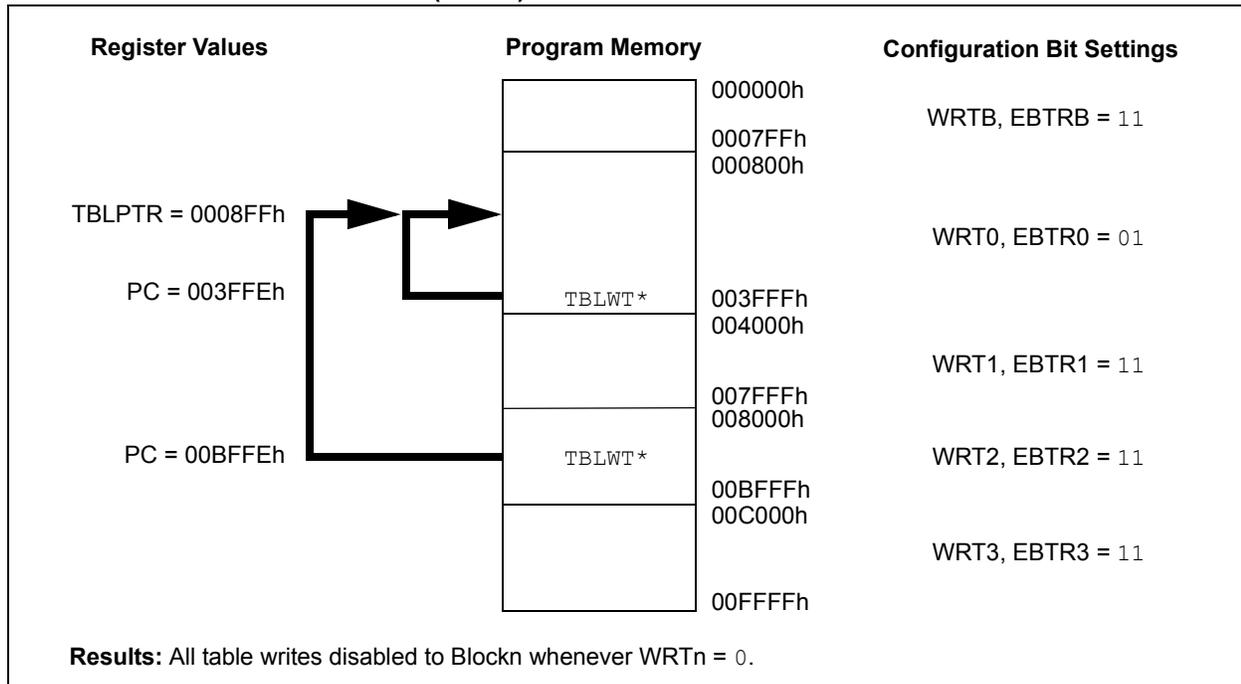 Register Values Program Memory Configuration Bit Settings
000000h
WRTB, EBTRB = 11
0007FFh
000800h
TBLPTR = 0008FFh
WRT0, EBTR0 = 01
PC = 003FFEh TBLWT* 003FFFh
004000h
WRT1, EBTR1 = 11
007FFFh
008000h
PC = 00BFFEh TBLWT* WRT2, EBTR2 = 11
00BFFFh
00C000h
WRT3, EBTR3 = 11
00FFFFh
Results: All table writes disabled to Blockn whenever WRTn = 0.